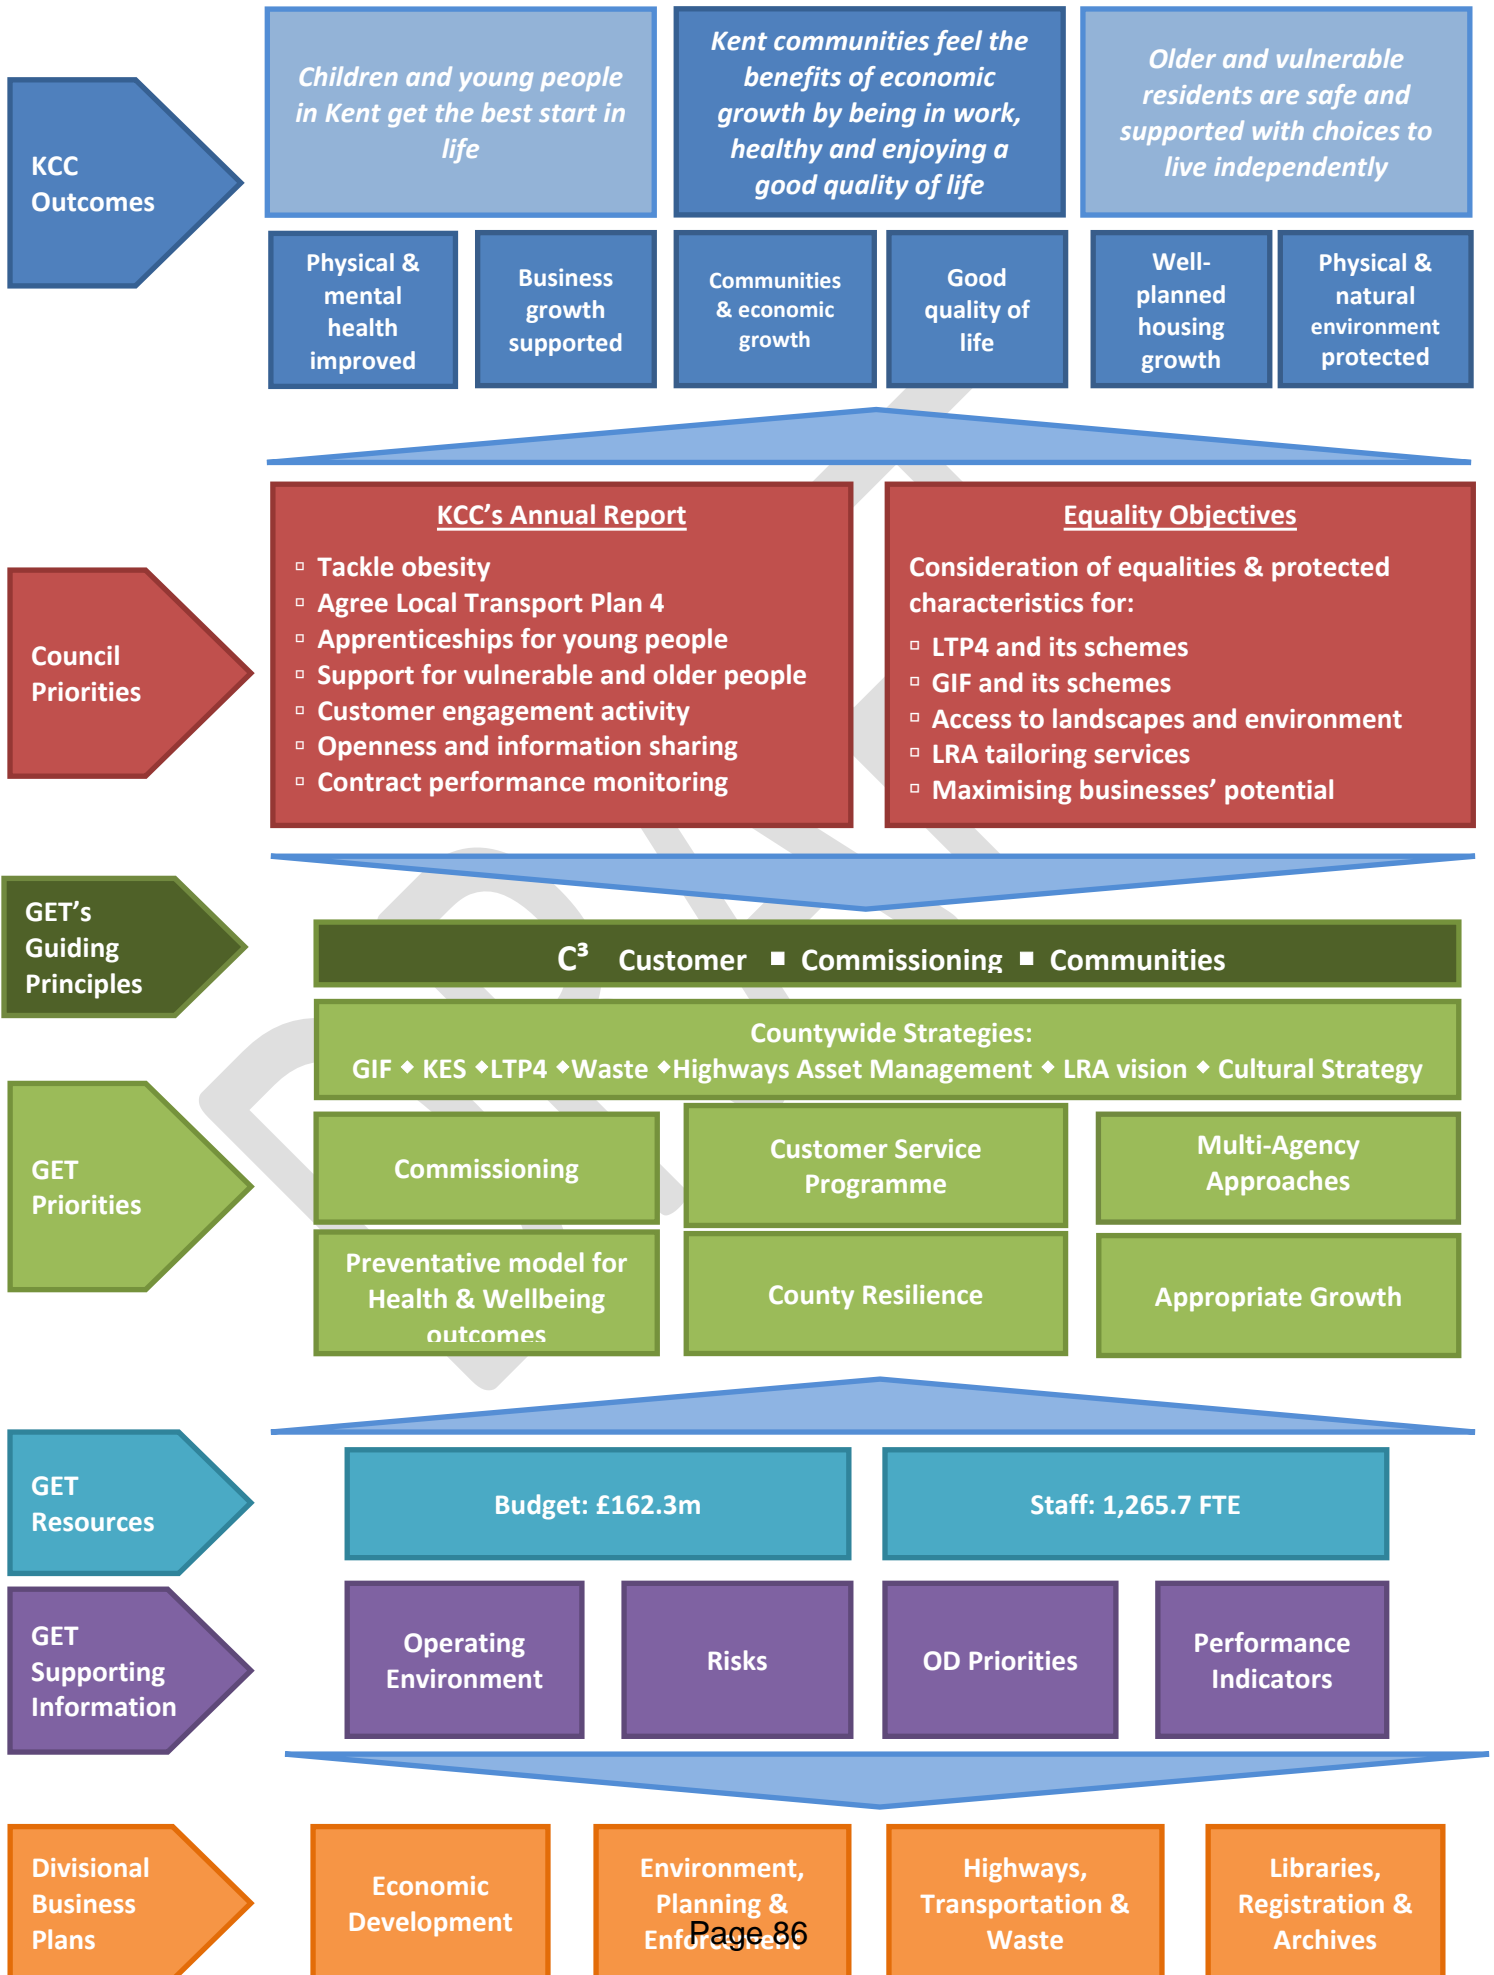 KCC
Outcomes
Children and young people
in Kent get the best start in
life
Kent communities feel the
benefits of economic
growth by being in work,
healthy and enjoying a
good quality of life
Older and vulnerable
residents are safe and
supported with choices to
live independently
Physical &
mental
health
improved
Business
growth
supported
Communities
& economic
growth
Good
quality of
life
Well-
planned
housing
growth
Physical &
natural
environment
protected
Council
Priorities
KCC's Annual Report
▫ Tackle obesity
▫ Agree Local Transport Plan 4
▫ Apprenticeships for young people
▫ Support for vulnerable and older people
▫ Customer engagement activity
▫ Openness and information sharing
▫ Contract performance monitoring
Equality Objectives
Consideration of equalities & protected
characteristics for:
▫ LTP4 and its schemes
▫ GIF and its schemes
▫ Access to landscapes and environment
▫ LRA tailoring services
▫ Maximising businesses' potential
GET's
Guiding
Principles
C³ Customer ▪ Commissioning ▪ Communities
GET
Priorities
Countywide Strategies:
GIF ◆ KES ◆LTP4 ◆Waste ◆Highways Asset Management ◆ LRA vision ◆ Cultural Strategy
Commissioning
Customer Service
Programme
Multi-Agency
Approaches
Preventative model for
Health & Wellbeing
outcomes
County Resilience
Appropriate Growth
GET
Resources
Budget: £162.3m
Staff: 1,265.7 FTE
GET
Supporting
Information
Operating
Environment
Risks
OD Priorities
Performance
Indicators
Divisional
Business
Plans
Economic
Development
Environment,
Planning &
Enforcement
Highways,
Transportation &
Waste
Libraries,
Registration &
Archives
Page 86
DRAFT